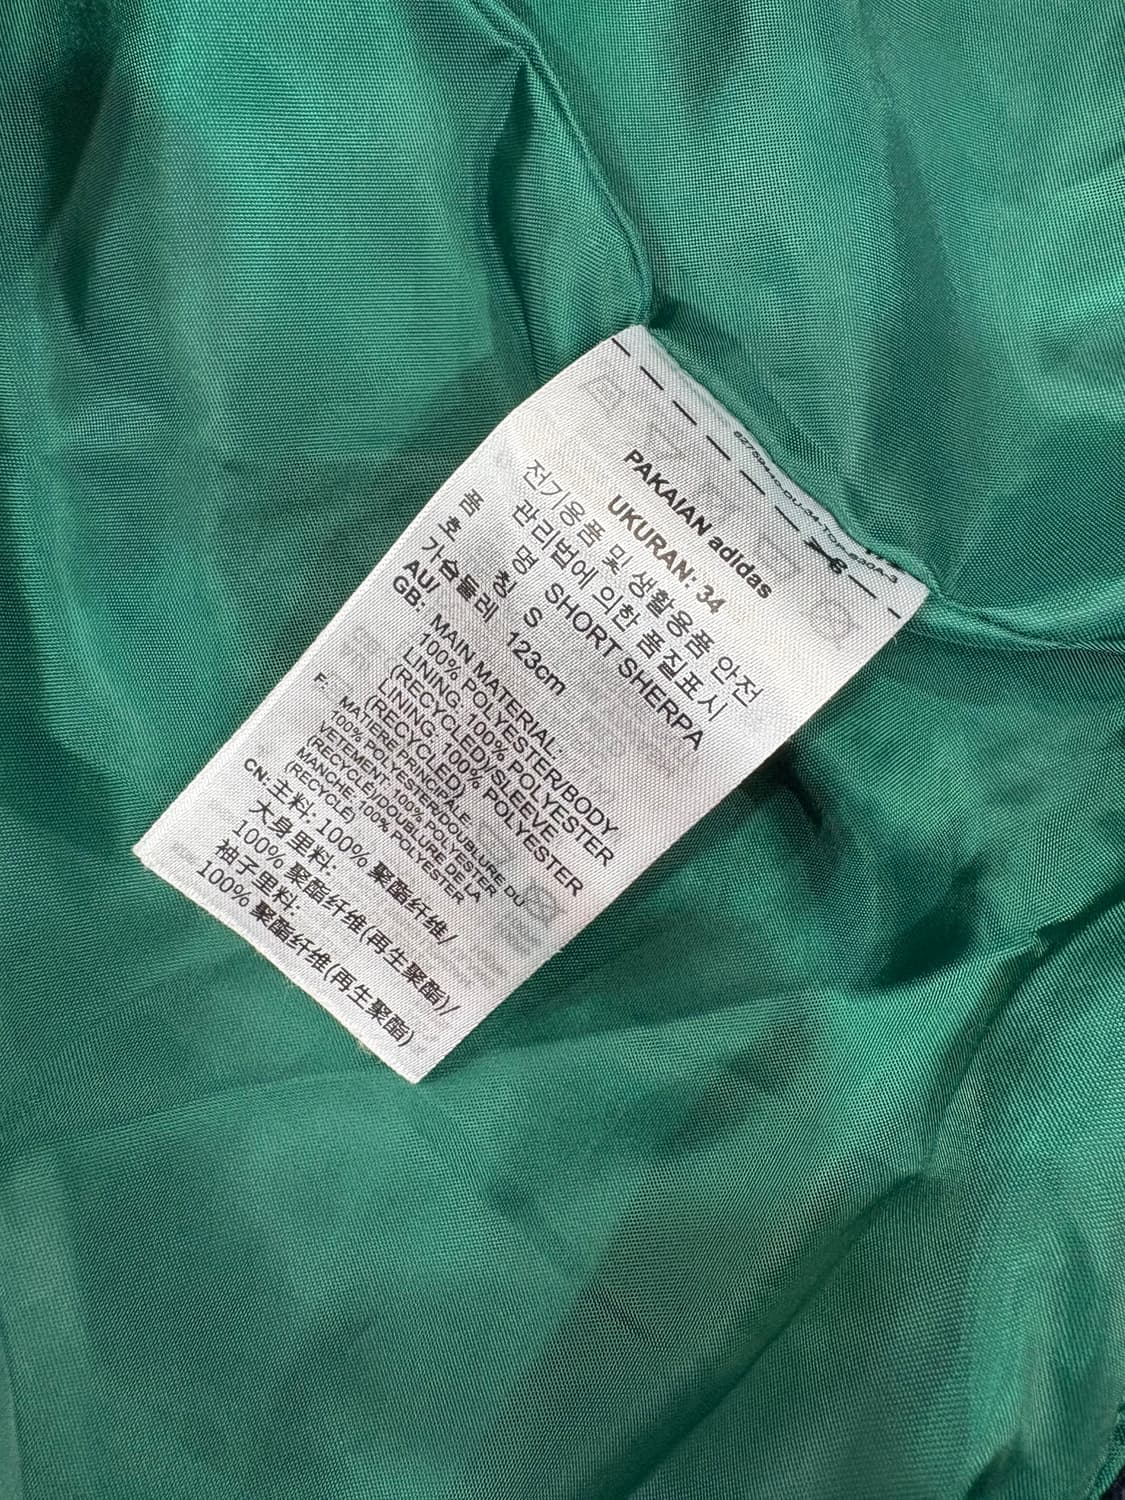 PAKAIAN adidas
UKURAN: 34
전기용품 및 생활용품 안전
관리법에 의한 품질표시
품 명 SHORT SHERPA
호 칭 S
가슴둘레 123cm
AU/
GB: MAIN MATERIAL:
100% POLYESTER/BODY
LINING: 100% POLYESTER
(RECYCLED)/SLEEVE
LINING: 100% POLYESTER
(RECYCLED)
F: MATIERE PRINCIPALE
100% POLYESTER/DOUBLURE DU
VETEMENT: 100% POLYESTER
(RECYCLÉ)/DOUBLURE DE LA
MANCHE: 100% POLYESTER
(RECYCLÉ)
CN: 主料: 100% 聚酯纤维/
大身里料:
100% 聚酯纤维(再生聚酯)/
袖子里料:
100% 聚酯纤维(再生聚酯)